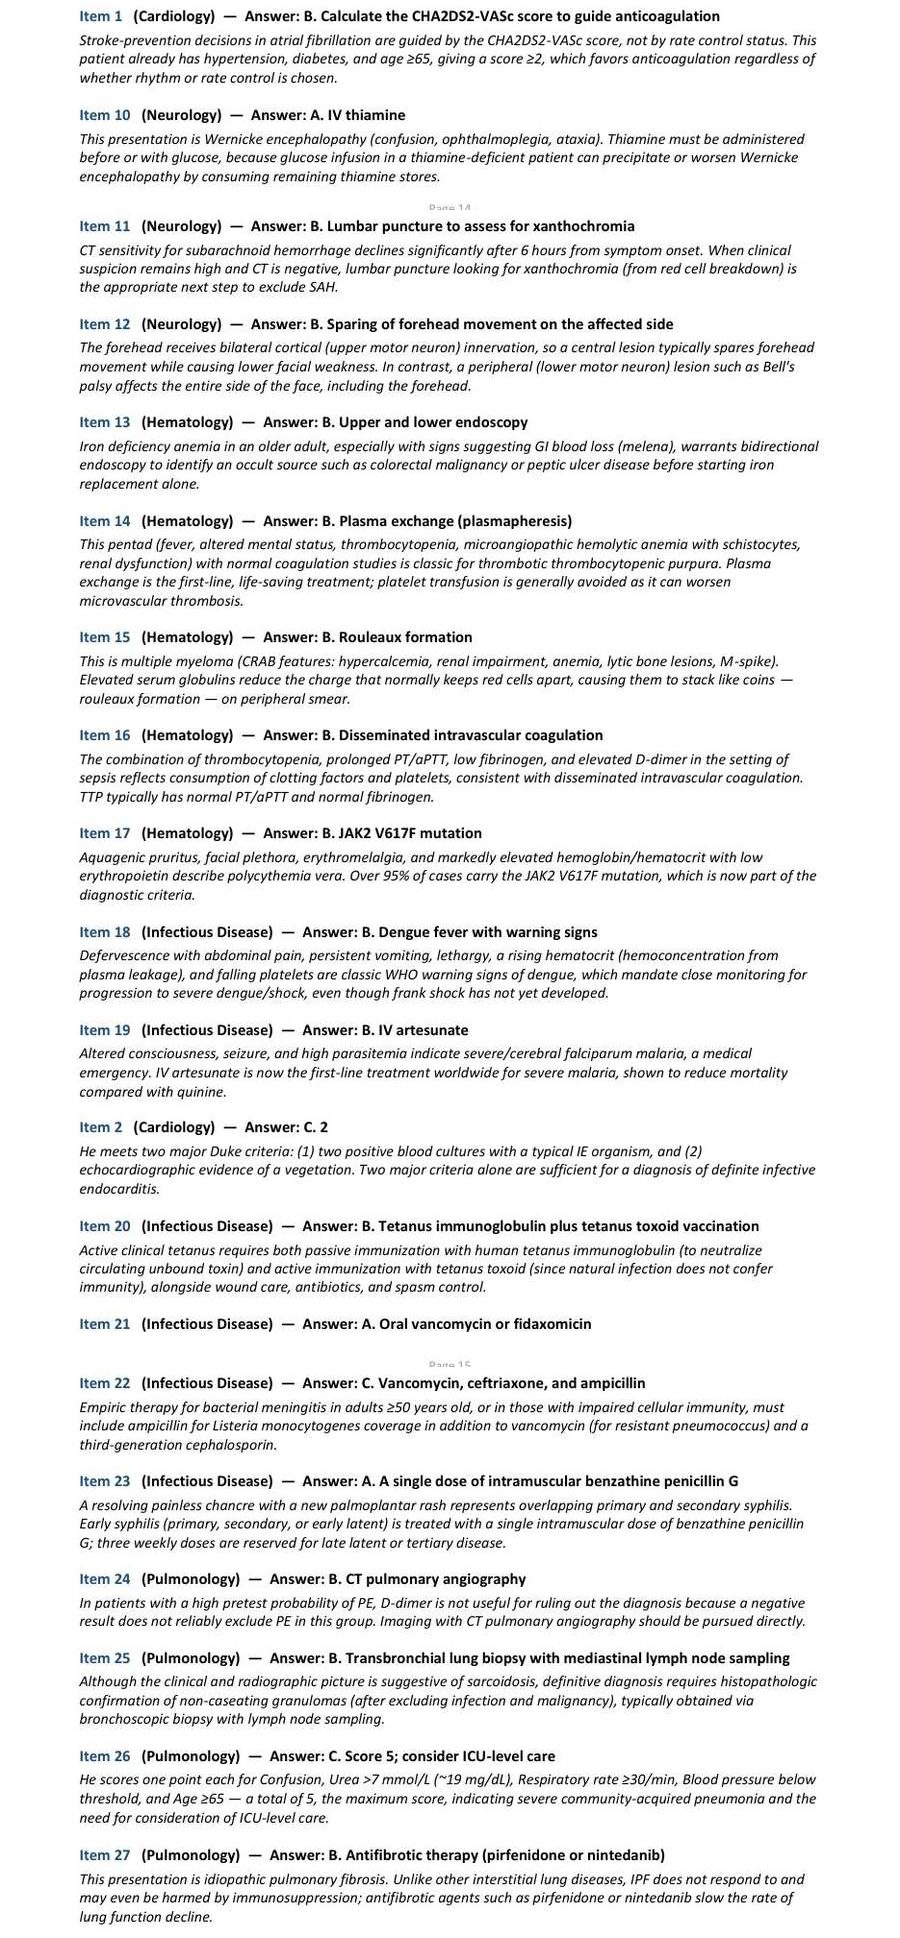 Item 1 (Cardiology) — Answer: B. Calculate the CHA2DS2-VASc score to guide anticoagulation
Stroke-prevention decisions in atrial fibrillation are guided by the CHA2DS2-VASc score, not by rate control status. This
patient already has hypertension, diabetes, and age ≥65, giving a score ≥2, which favors anticoagulation regardless of
whether rhythm or rate control is chosen.
Item 10 (Neurology) — Answer: A. IV thiamine
This presentation is Wernicke encephalopathy (confusion, ophthalmoplegia, ataxia). Thiamine must be administered
before or with glucose, because glucose infusion in a thiamine-deficient patient can precipitate or worsen Wernicke
encephalopathy by consuming remaining thiamine stores.
Page 14
Item 11 (Neurology) — Answer: B. Lumbar puncture to assess for xanthochromia
CT sensitivity for subarachnoid hemorrhage declines significantly after 6 hours from symptom onset. When clinical
suspicion remains high and CT is negative, lumbar puncture looking for xanthochromia (from red cell breakdown) is
the appropriate next step to exclude SAH.
Item 12 (Neurology) — Answer: B. Sparing of forehead movement on the affected side
The forehead receives bilateral cortical (upper motor neuron) innervation, so a central lesion typically spares forehead
movement while causing lower facial weakness. In contrast, a peripheral (lower motor neuron) lesion such as Bell's
palsy affects the entire side of the face, including the forehead.
Item 13 (Hematology) — Answer: B. Upper and lower endoscopy
Iron deficiency anemia in an older adult, especially with signs suggesting GI blood loss (melena), warrants bidirectional
endoscopy to identify an occult source such as colorectal malignancy or peptic ulcer disease before starting iron
replacement alone.
Item 14 (Hematology) — Answer: B. Plasma exchange (plasmapheresis)
This pentad (fever, altered mental status, thrombocytopenia, microangiopathic hemolytic anemia with schistocytes,
renal dysfunction) with normal coagulation studies is classic for thrombotic thrombocytopenic purpura. Plasma
exchange is the first-line, life-saving treatment; platelet transfusion is generally avoided as it can worsen
microvascular thrombosis.
Item 15 (Hematology) — Answer: B. Rouleaux formation
This is multiple myeloma (CRAB features: hypercalcemia, renal impairment, anemia, lytic bone lesions, M-spike).
Elevated serum globulins reduce the charge that normally keeps red cells apart, causing them to stack like coins —
rouleaux formation — on peripheral smear.
Item 16 (Hematology) — Answer: B. Disseminated intravascular coagulation
The combination of thrombocytopenia, prolonged PT/aPTT, low fibrinogen, and elevated D-dimer in the setting of
sepsis reflects consumption of clotting factors and platelets, consistent with disseminated intravascular coagulation.
TTP typically has normal PT/aPTT and normal fibrinogen.
Item 17 (Hematology) — Answer: B. JAK2 V617F mutation
Aquagenic pruritus, facial plethora, erythromelalgia, and markedly elevated hemoglobin/hematocrit with low
erythropoietin describe polycythemia vera. Over 95% of cases carry the JAK2 V617F mutation, which is now part of the
diagnostic criteria.
Item 18 (Infectious Disease) — Answer: B. Dengue fever with warning signs
Defervescence with abdominal pain, persistent vomiting, lethargy, a rising hematocrit (hemoconcentration from
plasma leakage), and falling platelets are classic WHO warning signs of dengue, which mandate close monitoring for
progression to severe dengue/shock, even though frank shock has not yet developed.
Item 19 (Infectious Disease) — Answer: B. IV artesunate
Altered consciousness, seizure, and high parasitemia indicate severe/cerebral falciparum malaria, a medical
emergency. IV artesunate is now the first-line treatment worldwide for severe malaria, shown to reduce mortality
compared with quinine.
Item 2 (Cardiology) — Answer: C. 2
He meets two major Duke criteria: (1) two positive blood cultures with a typical IE organism, and (2)
echocardiographic evidence of a vegetation. Two major criteria alone are sufficient for a diagnosis of definite infective
endocarditis.
Item 20 (Infectious Disease) — Answer: B. Tetanus immunoglobulin plus tetanus toxoid vaccination
Active clinical tetanus requires both passive immunization with human tetanus immunoglobulin (to neutralize
circulating unbound toxin) and active immunization with tetanus toxoid (since natural infection does not confer
immunity), alongside wound care, antibiotics, and spasm control.
Item 21 (Infectious Disease) — Answer: A. Oral vancomycin or fidaxomicin
Page 15
Item 22 (Infectious Disease) — Answer: C. Vancomycin, ceftriaxone, and ampicillin
Empiric therapy for bacterial meningitis in adults ≥50 years old, or in those with impaired cellular immunity, must
include ampicillin for Listeria monocytogenes coverage in addition to vancomycin (for resistant pneumococcus) and a
third-generation cephalosporin.
Item 23 (Infectious Disease) — Answer: A. A single dose of intramuscular benzathine penicillin G
A resolving painless chancre with a new palmoplantar rash represents overlapping primary and secondary syphilis.
Early syphilis (primary, secondary, or early latent) is treated with a single intramuscular dose of benzathine penicillin
G; three weekly doses are reserved for late latent or tertiary disease.
Item 24 (Pulmonology) — Answer: B. CT pulmonary angiography
In patients with a high pretest probability of PE, D-dimer is not useful for ruling out the diagnosis because a negative
result does not reliably exclude PE in this group. Imaging with CT pulmonary angiography should be pursued directly.
Item 25 (Pulmonology) — Answer: B. Transbronchial lung biopsy with mediastinal lymph node sampling
Although the clinical and radiographic picture is suggestive of sarcoidosis, definitive diagnosis requires histopathologic
confirmation of non-caseating granulomas (after excluding infection and malignancy), typically obtained via
bronchoscopic biopsy with lymph node sampling.
Item 26 (Pulmonology) — Answer: C. Score 5; consider ICU-level care
He scores one point each for Confusion, Urea >7 mmol/L (~19 mg/dL), Respiratory rate ≥30/min, Blood pressure below
threshold, and Age ≥65 — a total of 5, the maximum score, indicating severe community-acquired pneumonia and the
need for consideration of ICU-level care.
Item 27 (Pulmonology) — Answer: B. Antifibrotic therapy (pirfenidone or nintedanib)
This presentation is idiopathic pulmonary fibrosis. Unlike other interstitial lung diseases, IPF does not respond to and
may even be harmed by immunosuppression; antifibrotic agents such as pirfenidone or nintedanib slow the rate of
lung function decline.